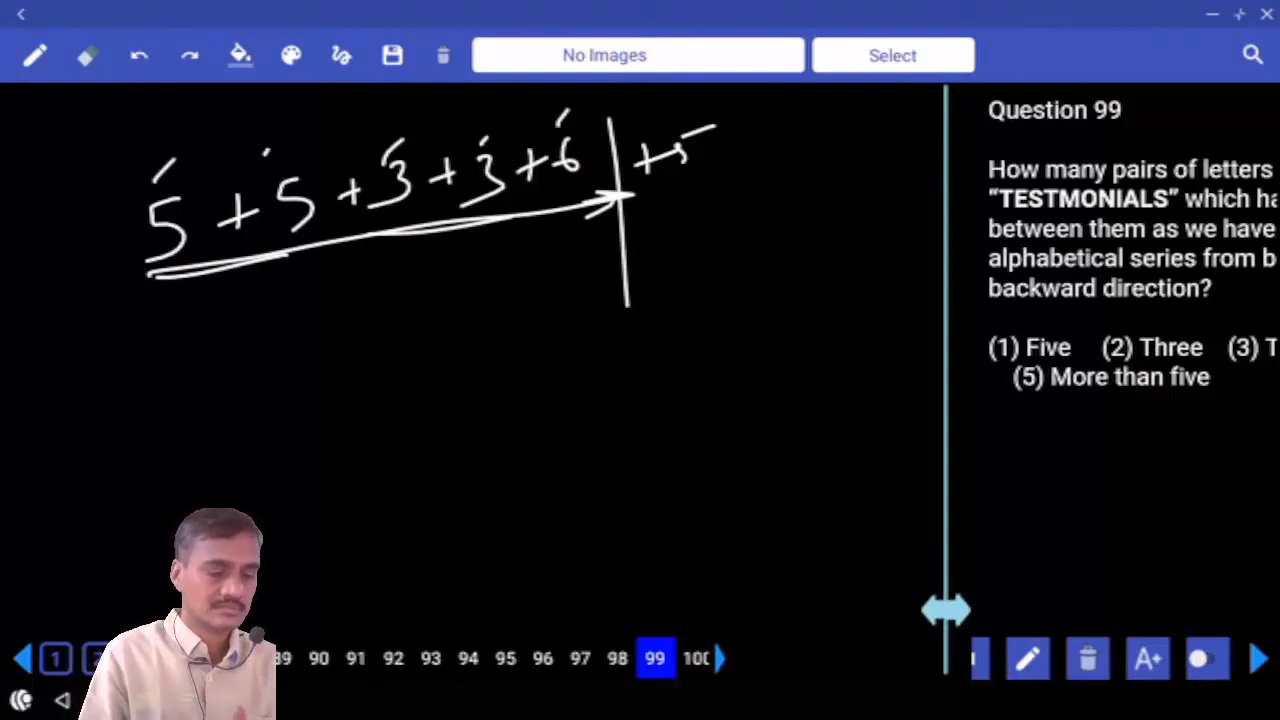 No Images
Select
5 + 5 + 3 + 3 + 6 + 5
Question 99
How many pairs of letters
"TESTMONIALS" which ha
between them as we have
alphabetical series from b
backward direction?
(1) Five (2) Three (3) T
(5) More than five
1 89 90 91 92 93 94 95 96 97 98 99 100
A+